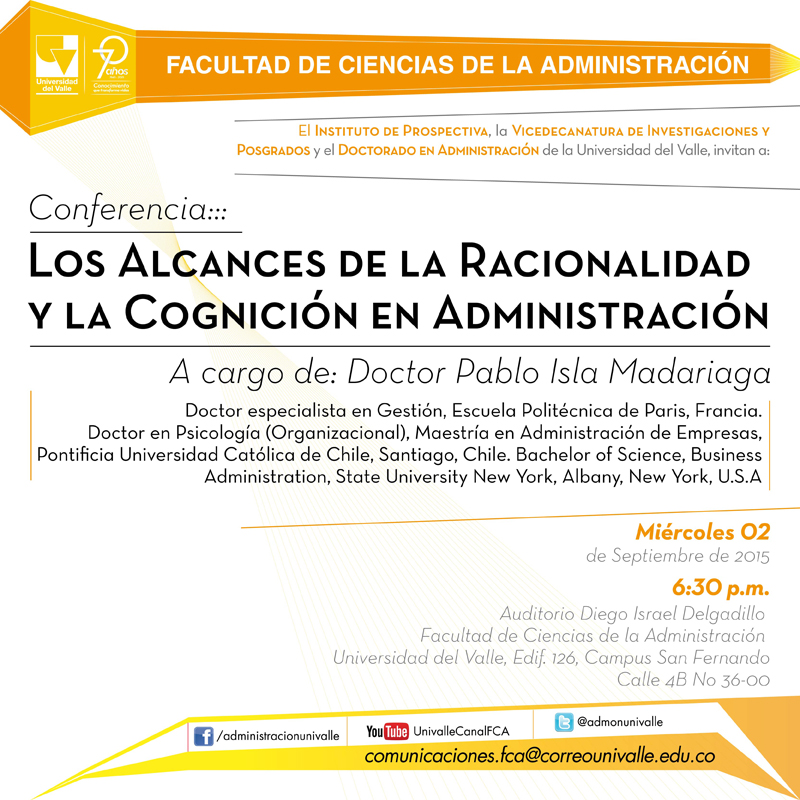 Universidad
del Valle
70
años
Conocimiento
FACULTAD DE CIENCIAS DE LA ADMINISTRACIÓN
El Instituto de Prospectiva, la Vicedecanatura de Investigaciones y
Posgrados y el Doctorado en Administración de la Universidad del Valle, invitan a:
Conferencia:::
Los Alcances de la Racionalidad
y la Cognición en Administración
A cargo de: Doctor Pablo Isla Madariaga
Doctor especialista en Gestión, Escuela Politécnica de Paris, Francia.
Doctor en Psicología (Organizacional), Maestría en Administración de Empresas,
Pontificia Universidad Católica de Chile, Santiago, Chile. Bachelor of Science, Business
Administration, State University New York, Albany, New York, U.S.A
Miércoles 02
de Septiembre de 2015
6:30 p.m.
Auditorio Diego Israel Delgadillo
Facultad de Ciencias de la Administración
Universidad del Valle, Edif. 126, Campus San Fernando
Calle 4B No 36-00
f /administracionunivalle YouTube UnivalleCanalFCA @admonunivalle
comunicaciones.fca@correounivalle.edu.co